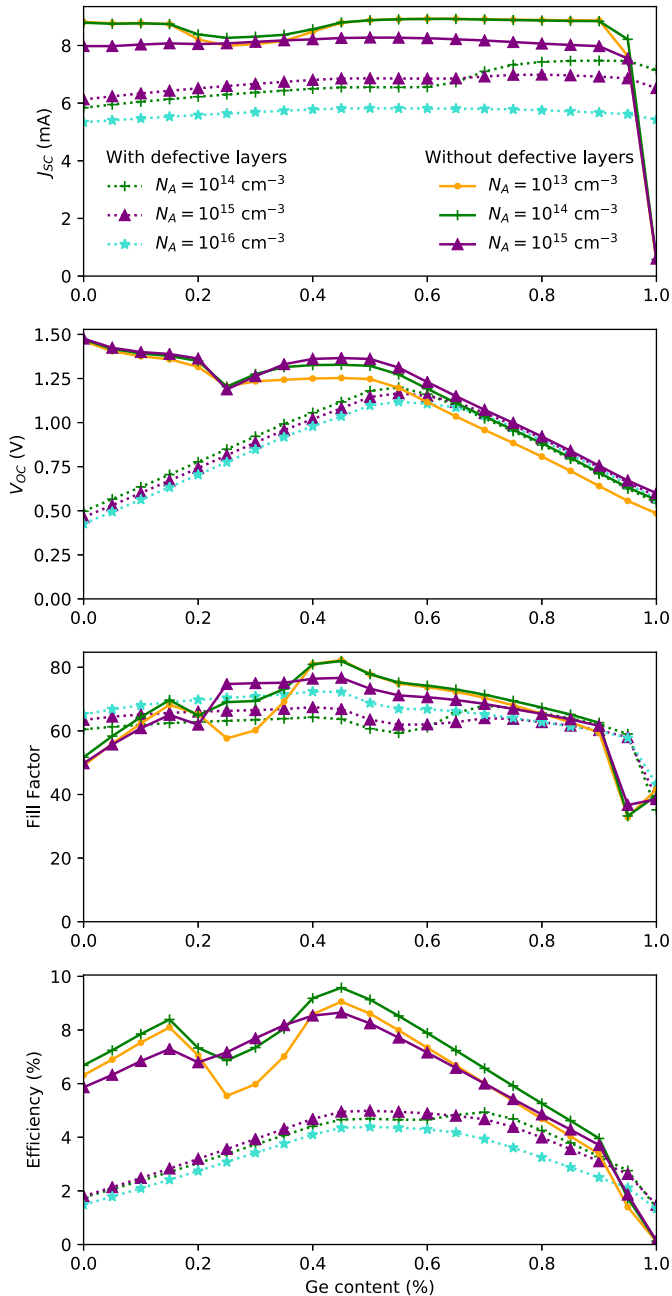 8
6
4
2
0
J_SC (mA)
With defective layers
N_A = 10^14 cm^−3
N_A = 10^15 cm^−3
N_A = 10^16 cm^−3
Without defective layers
N_A = 10^13 cm^−3
N_A = 10^14 cm^−3
N_A = 10^15 cm^−3
0.0 0.2 0.4 0.6 0.8 1.0
1.50
1.25
1.00
0.75
0.50
0.25
0.00
V_OC (V)
0.0 0.2 0.4 0.6 0.8 1.0
80
60
40
20
0
Fill Factor
0.0 0.2 0.4 0.6 0.8 1.0
10
8
6
4
2
0
Efficiency (%)
0.0 0.2 0.4 0.6 0.8 1.0
Ge content (%)